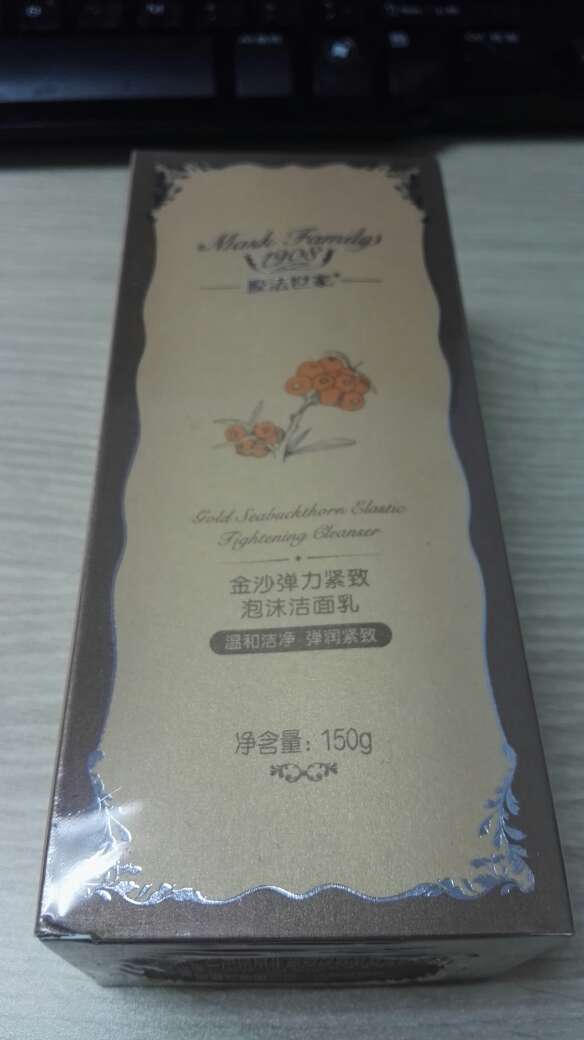 Mask Family
1908
膜法世家
Gold Seabuckthorn Elastic
Tightening Cleanser
金沙弹力紧致
泡沫洁面乳
温和洁净 弹润紧致
净含量：150g